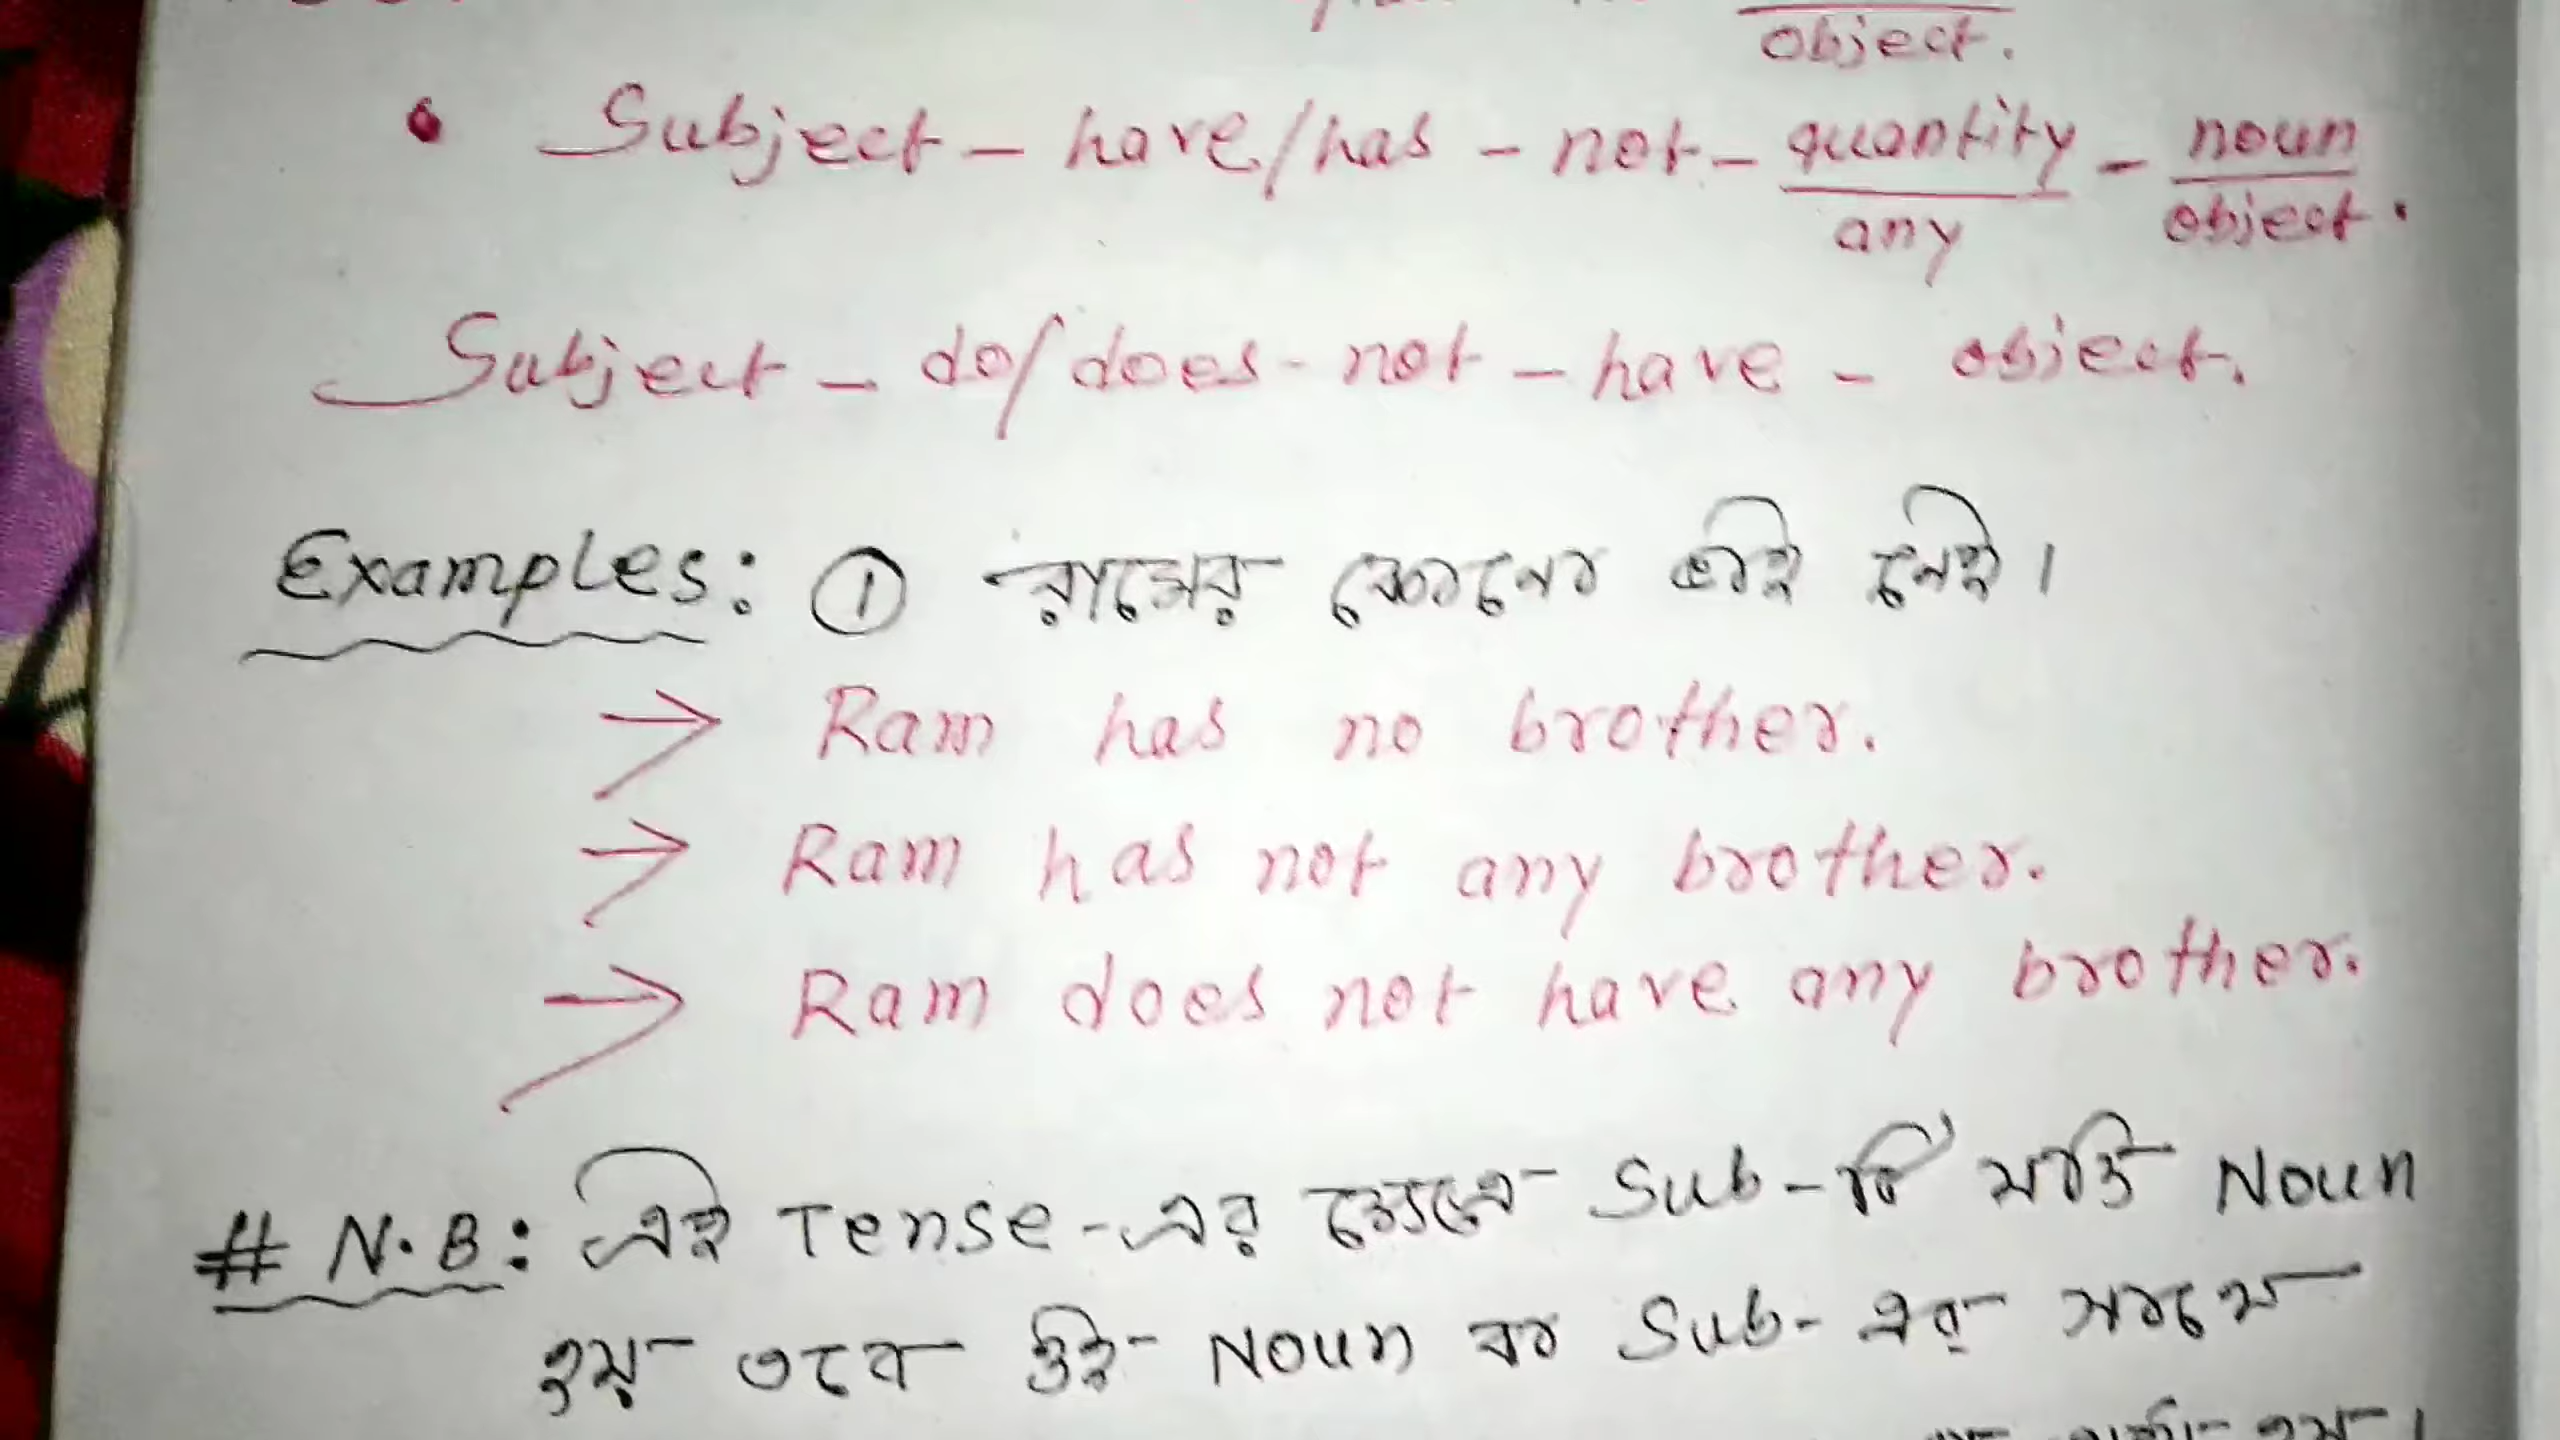 object.
• Subject - have/has - not - quantity/any - noun/object.
Subject - do/does - not - have - object.
Examples: ① রামের কোনো ভাই নেই।
→ Ram has no brother.
→ Ram has not any brother.
→ Ram does not have any brother.
# N.B: এই Tense-এর ক্ষেত্রে Sub-টি যদি Noun
হয় তবে ঐ Noun বা Sub-এর সাথে
হয়।